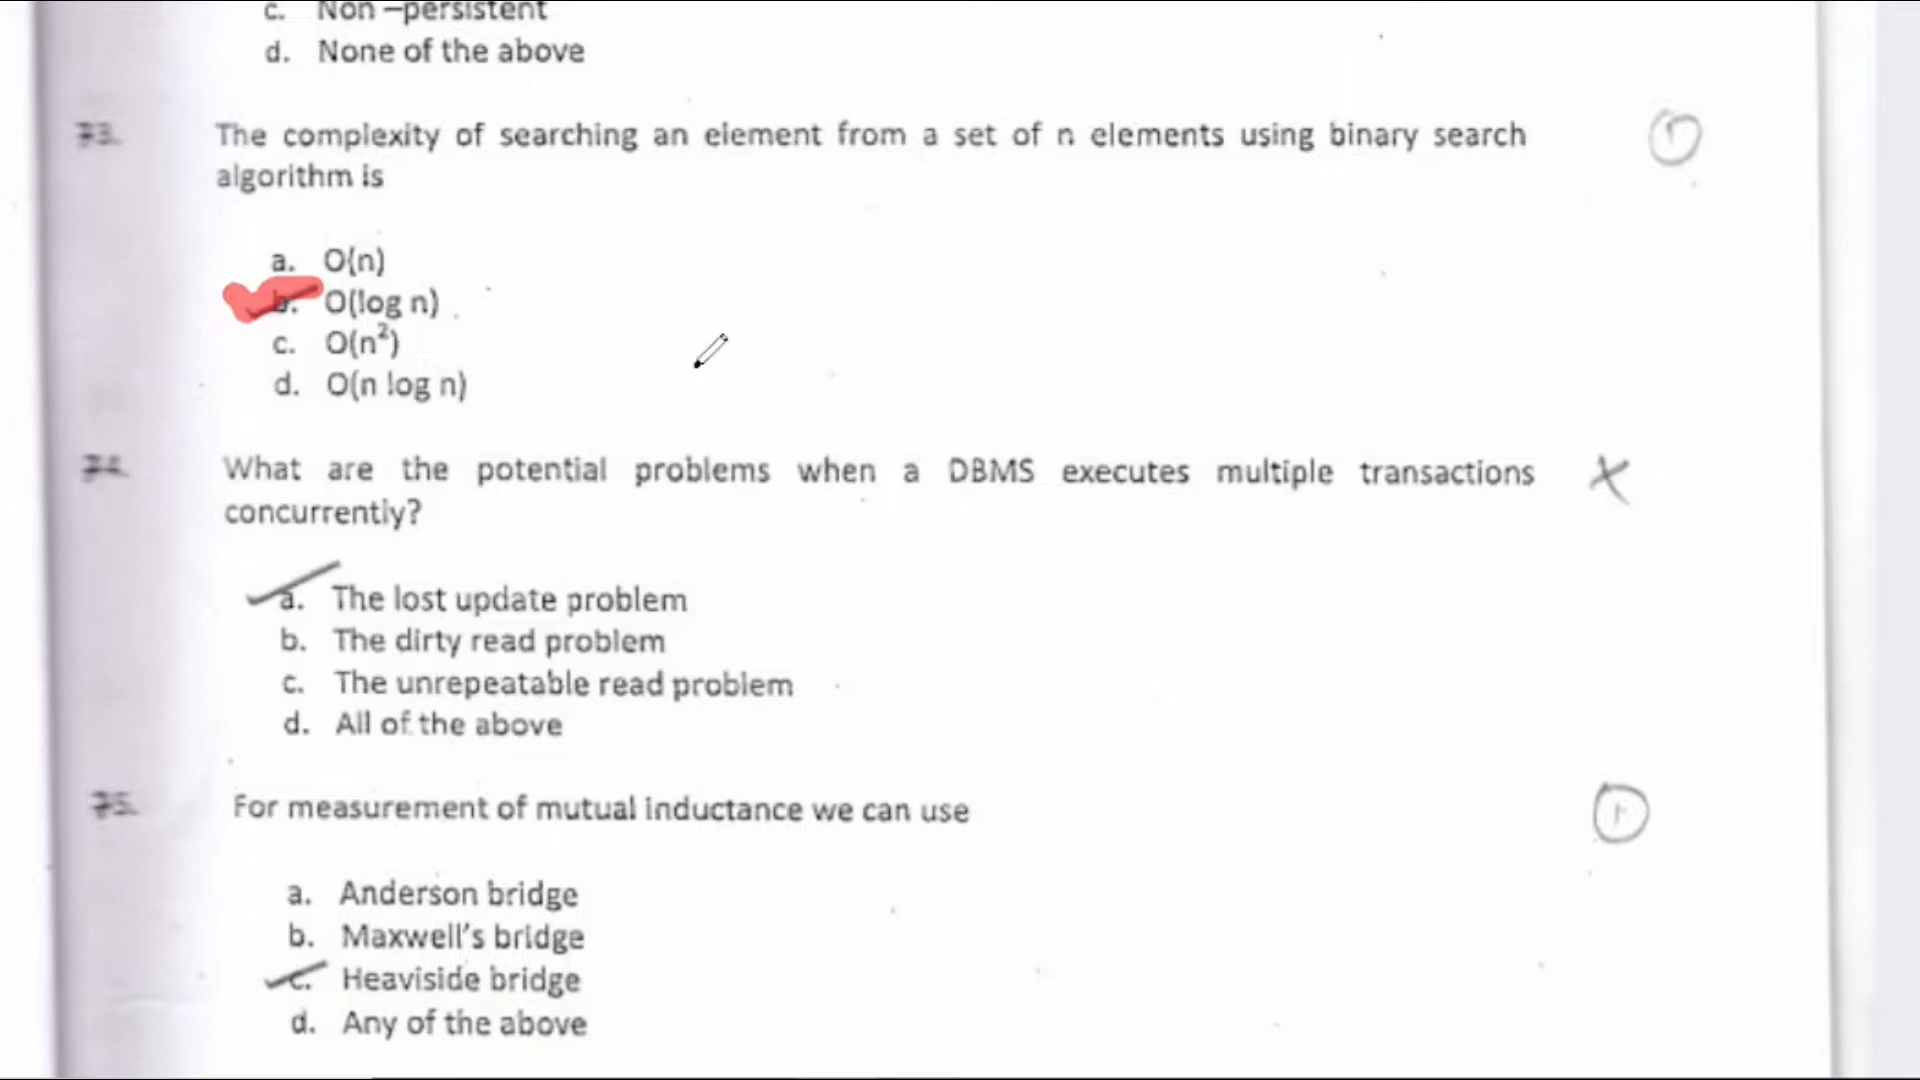 c. Non –persistent
d. None of the above
73. The complexity of searching an element from a set of n elements using binary search
algorithm is
a. O(n)
b. O(log n)
c. O(n²)
d. O(n log n)
74. What are the potential problems when a DBMS executes multiple transactions
concurrently?
a. The lost update problem
b. The dirty read problem
c. The unrepeatable read problem
d. All of the above
75. For measurement of mutual inductance we can use
a. Anderson bridge
b. Maxwell's bridge
c. Heaviside bridge
d. Any of the above